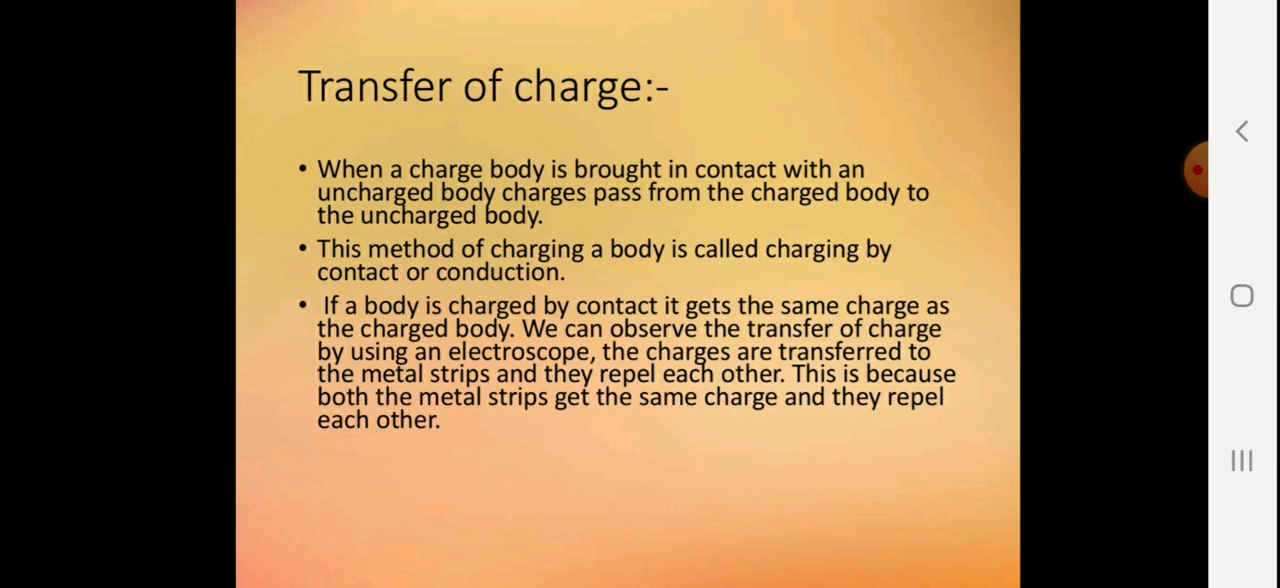 Transfer of charge:-
• When a charge body is brought in contact with an
uncharged body charges pass from the charged body to
the uncharged body.
• This method of charging a body is called charging by
contact or conduction.
• If a body is charged by contact it gets the same charge as
the charged body. We can observe the transfer of charge
by using an electroscope, the charges are transferred to
the metal strips and they repel each other. This is because
both the metal strips get the same charge and they repel
each other.